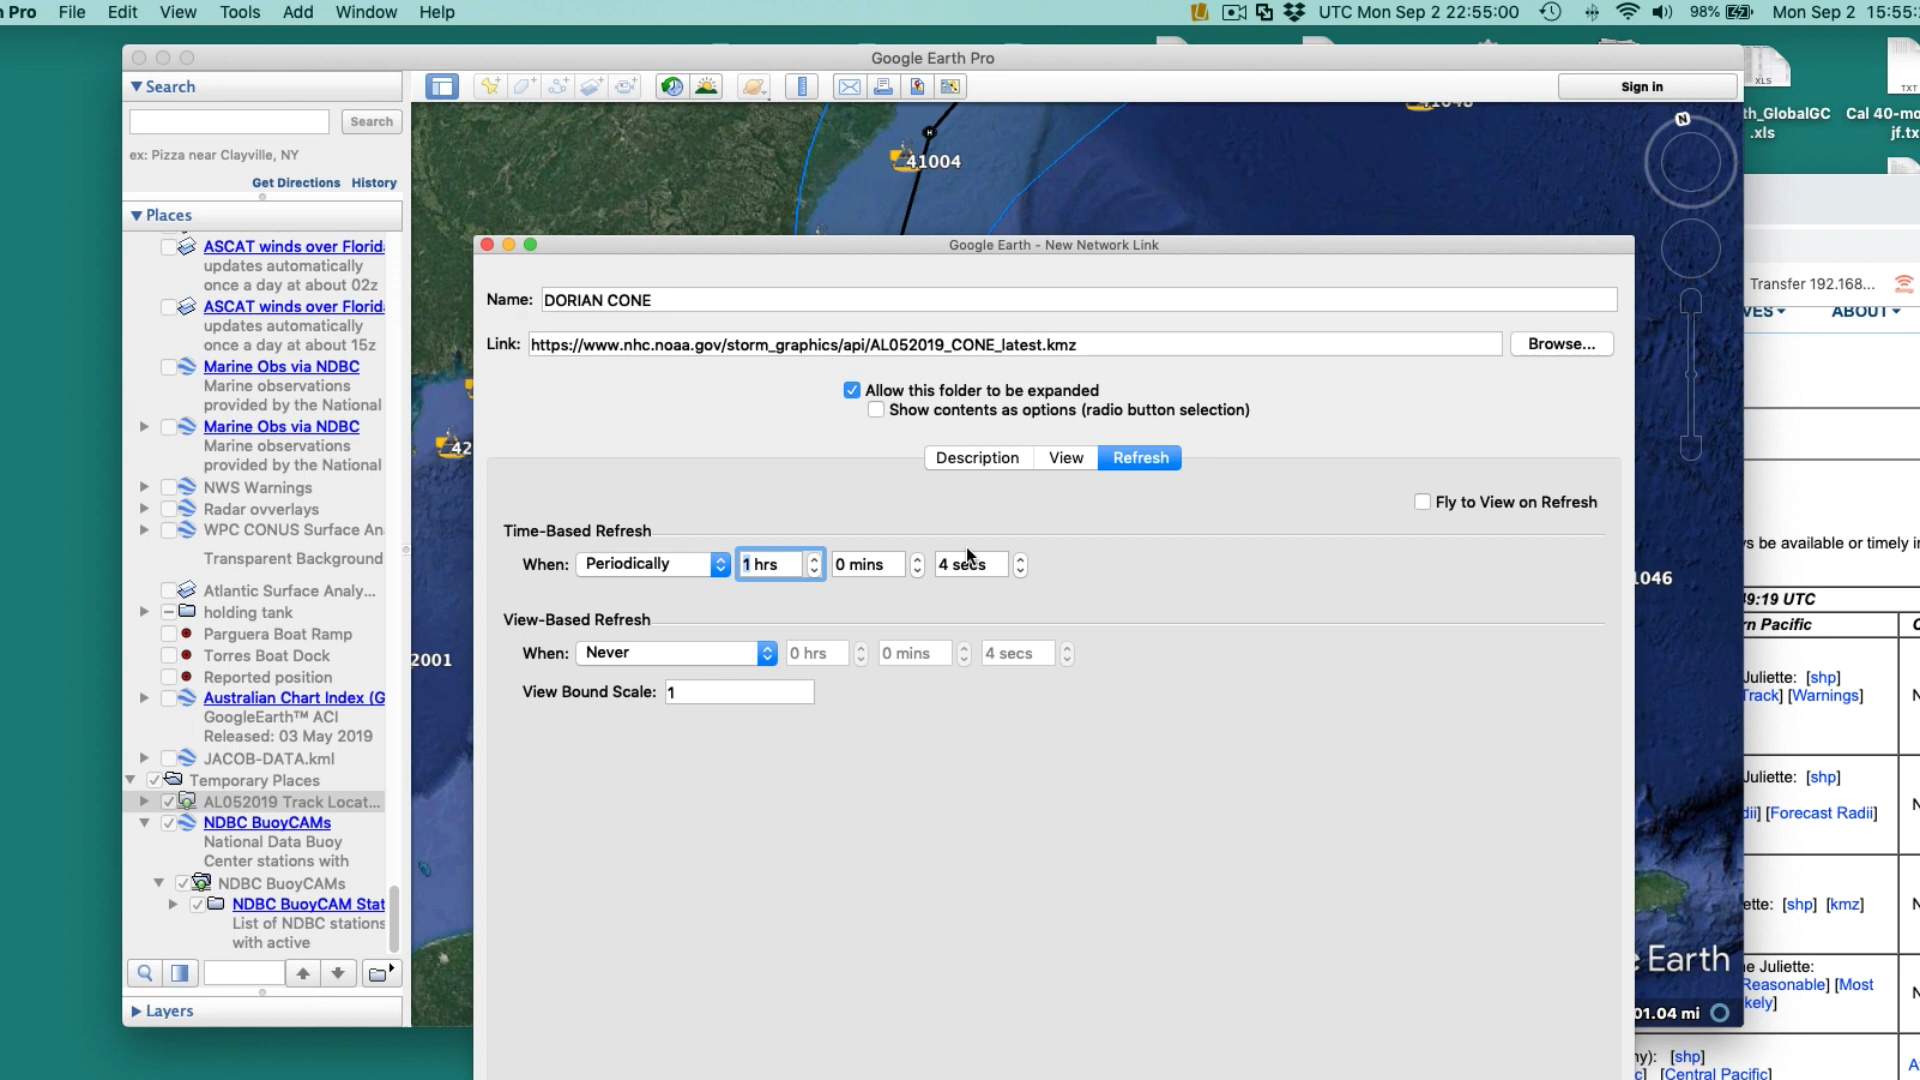 Pro File Edit View Tools Add Window Help
UTC Mon Sep 2 22:55:00 98% Mon Sep 2 15:55:
Google Earth Pro
Search
Search
ex: Pizza near Clayville, NY
Get Directions History
Places
ASCAT winds over Florid
updates automatically
once a day at about 02z
ASCAT winds over Florid
updates automatically
once a day at about 15z
Marine Obs via NDBC
Marine observations
provided by the National
Marine Obs via NDBC
Marine observations
provided by the National
NWS Warnings
Radar ovverlays
WPC CONUS Surface An
Transparent Background
Atlantic Surface Analy...
holding tank
Parguera Boat Ramp
Torres Boat Dock
Reported position
Australian Chart Index (G
GoogleEarth™ ACI
Released: 03 May 2019
JACOB-DATA.kml
Temporary Places
AL052019 Track Locat...
NDBC BuoyCAMs
National Data Buoy
Center stations with
NDBC BuoyCAMs
NDBC BuoyCAM Stat
List of NDBC stations
with active
Layers
Sign in
N
H
41004
42
2001
1046
Google Earth - New Network Link
Name: DORIAN CONE
Link: https://www.nhc.noaa.gov/storm_graphics/api/AL052019_CONE_latest.kmz Browse...
Allow this folder to be expanded
Show contents as options (radio button selection)
Description View Refresh
Fly to View on Refresh
Time-Based Refresh
When: Periodically 1 hrs 0 mins 4 secs
View-Based Refresh
When: Never 0 hrs 0 mins 4 secs
View Bound Scale: 1
Earth
01.04 mi
XLS
TXT
th_GlobalGC
.xls
Cal 40-mo
jf.tx
Transfer 192.168...
VES ABOUT
ys be available or timely i
49:19 UTC
rn Pacific
Juliette: [shp]
Track] [Warnings]
Juliette: [shp]
dii] [Forecast Radii]
ette: [shp] [kmz]
ne Juliette:
Reasonable] [Most
kely]
ny): [shp]
c] [Central Pacific]